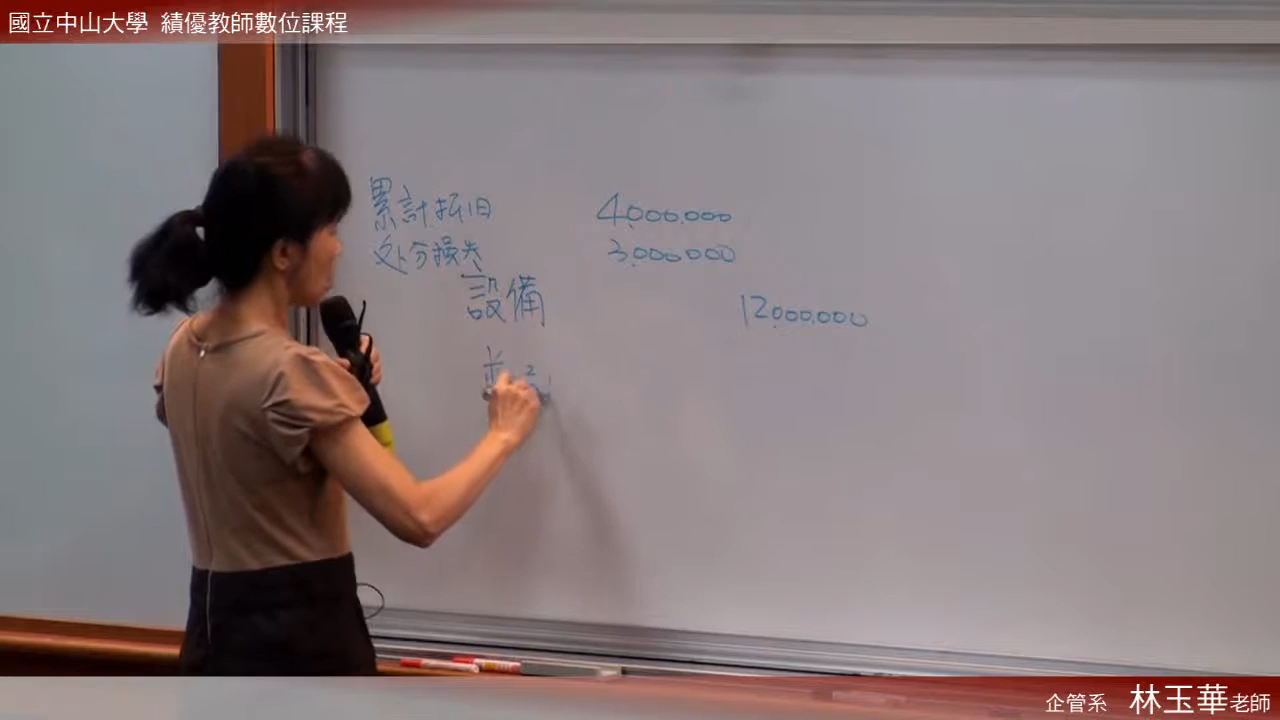 國立中山大學 績優教師數位課程
累計折旧 4,000,000
处分損失 3,000,000
設備 12,000,000
企管系 林玉華老師